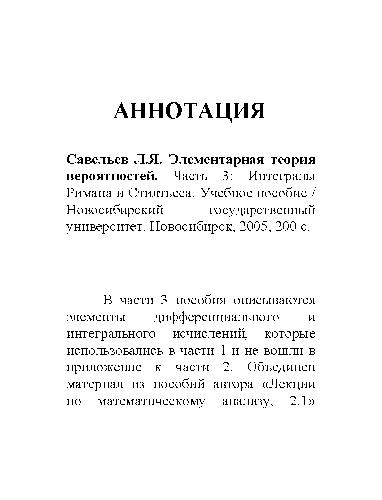 АННОТАЦИЯ
Савельев Л.Я. Элементарная теория
вероятностей. Часть 3: Интегралы
Римана и Стилтьеса. Учебное пособие /
Новосибирский государственный
университет. Новосибирск, 2005, 200 с.
В части 3 пособия описываются
элементы дифференциального и
интегрального исчислений, которые
использовались в части 1 и не вошли в
приложение к части 2. Объединен
материал из пособий автора «Лекции
по математическому анализу, 2.1»